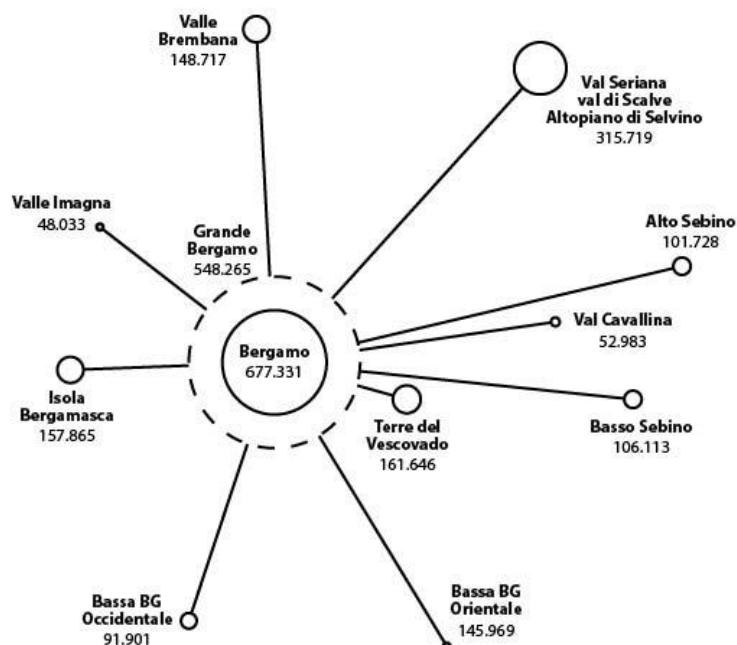 Valle
Brembana
148.717
Val Seriana
val di Scalve
Altopiano di Selvino
315.719
Valle Imagna
48.033
Grande
Bergamo
548.265
Alto Sebino
101.728
Val Cavallina
52.983
Bergamo
677.331
Isola
Bergamasca
157.865
Terre del
Vescovado
161.646
Basso Sebino
106.113
Bassa BG
Occidentale
91.901
Bassa BG
Orientale
145.969